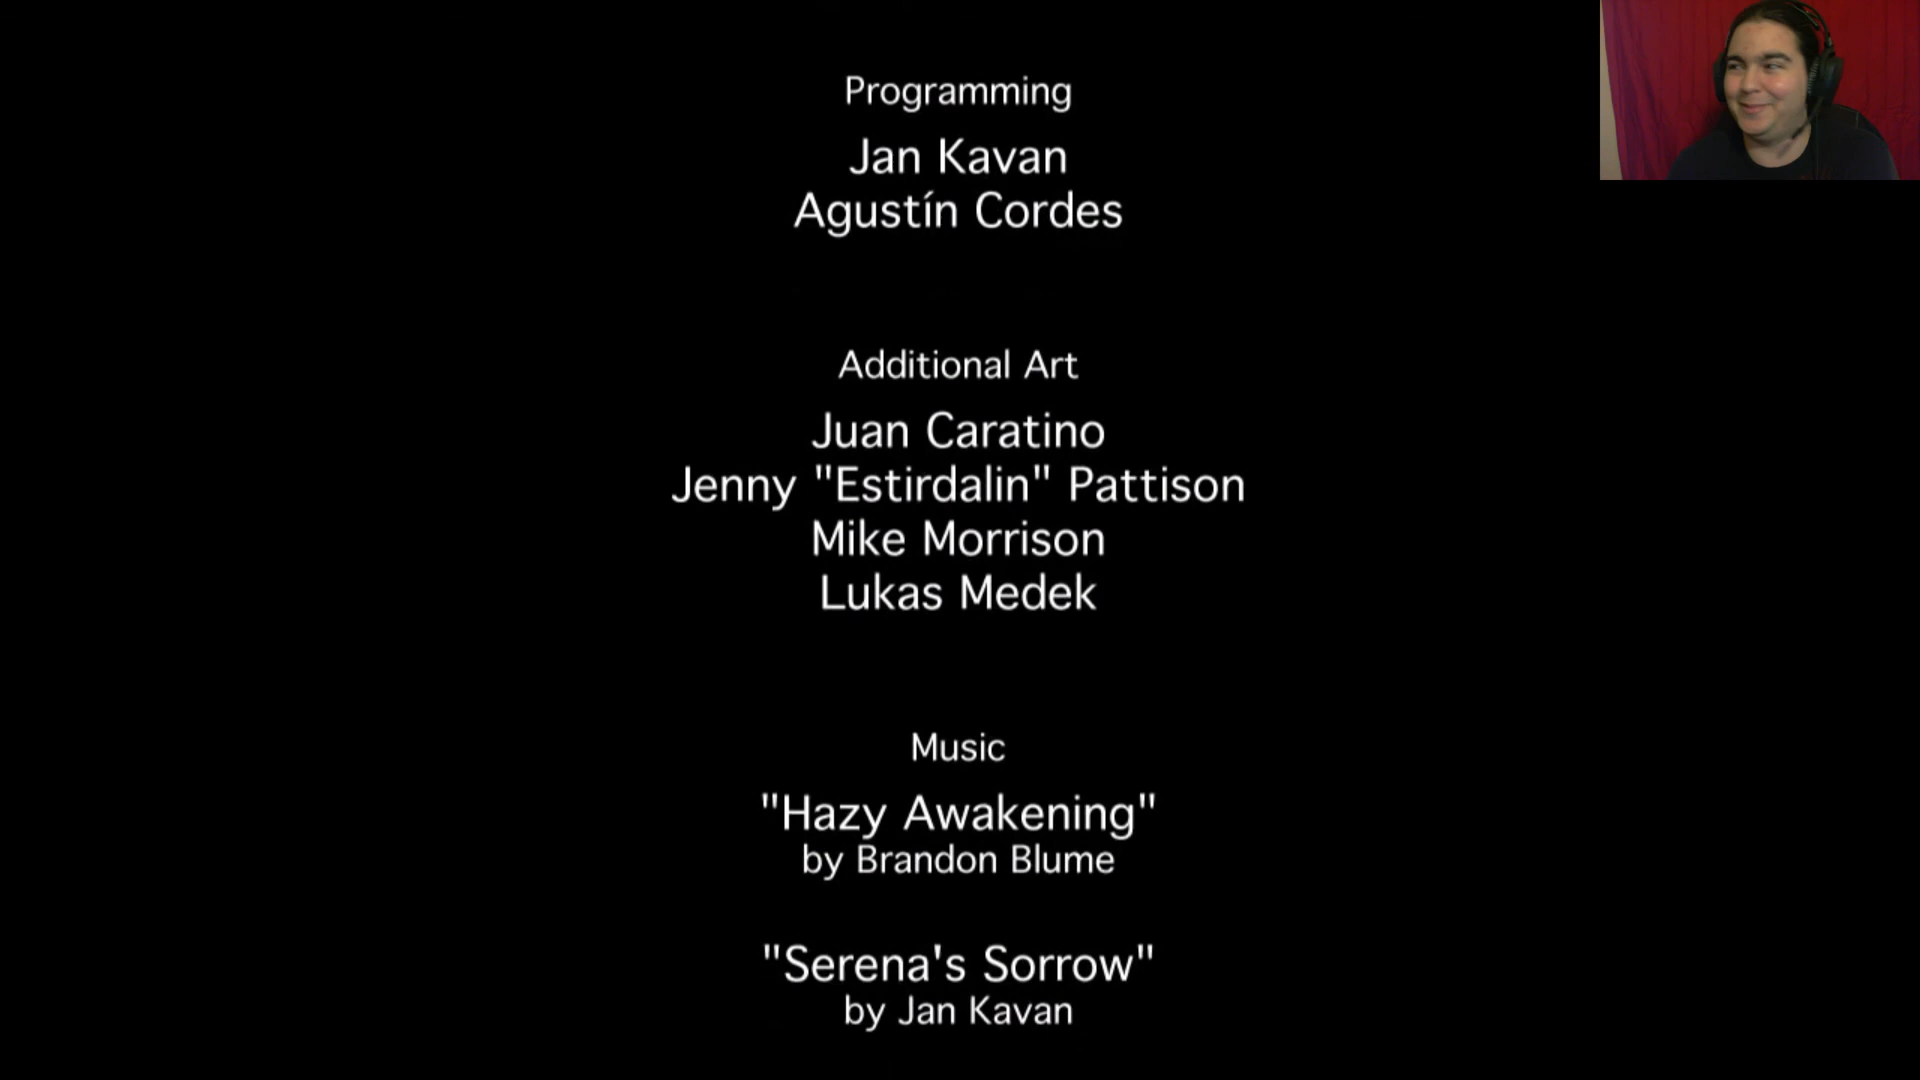 Programming
Jan Kavan
Agustín Cordes
Additional Art
Juan Caratino
Jenny "Estirdalin" Pattison
Mike Morrison
Lukas Medek
Music
"Hazy Awakening"
by Brandon Blume
"Serena's Sorrow"
by Jan Kavan